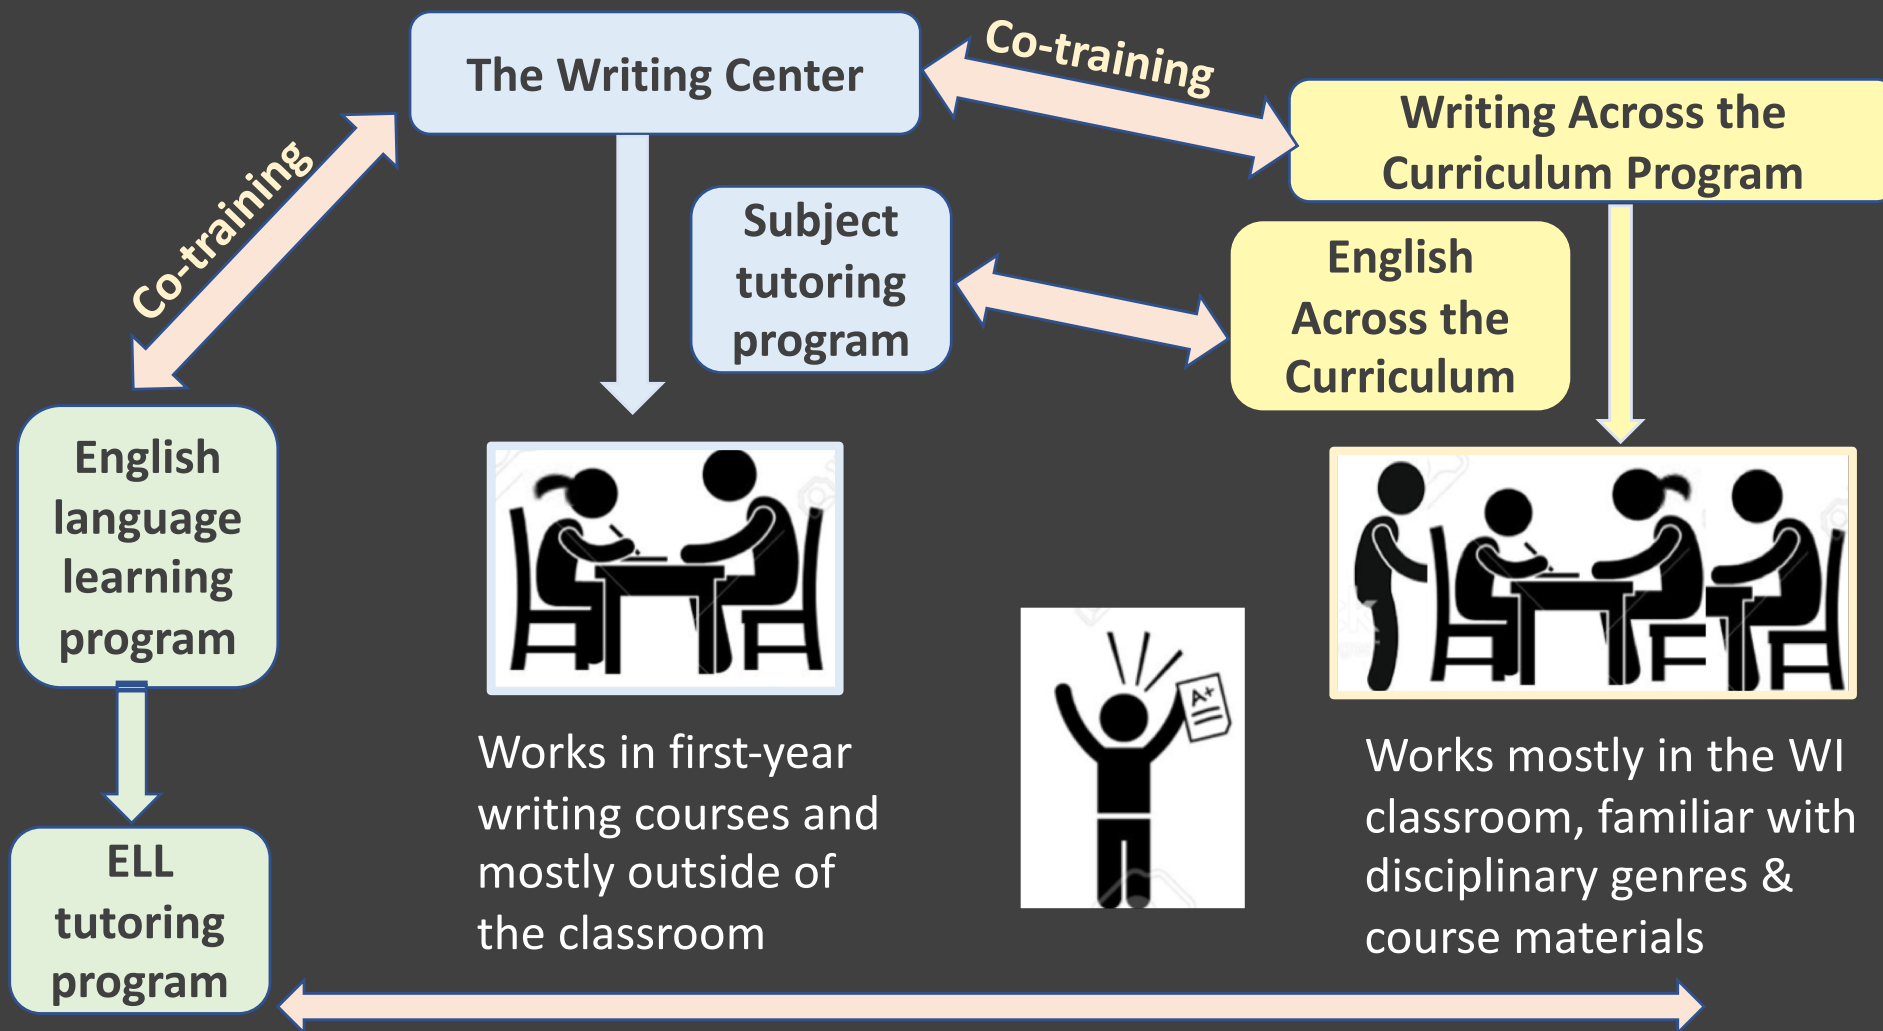 The Writing Center
Co-training
Writing Across the
Curriculum Program
Co-training
Subject
tutoring
program
English
Across the
Curriculum
English
language
learning
program
A+
Works in first-year
writing courses and
mostly outside of
the classroom
Works mostly in the WI
classroom, familiar with
disciplinary genres &
course materials
ELL
tutoring
program